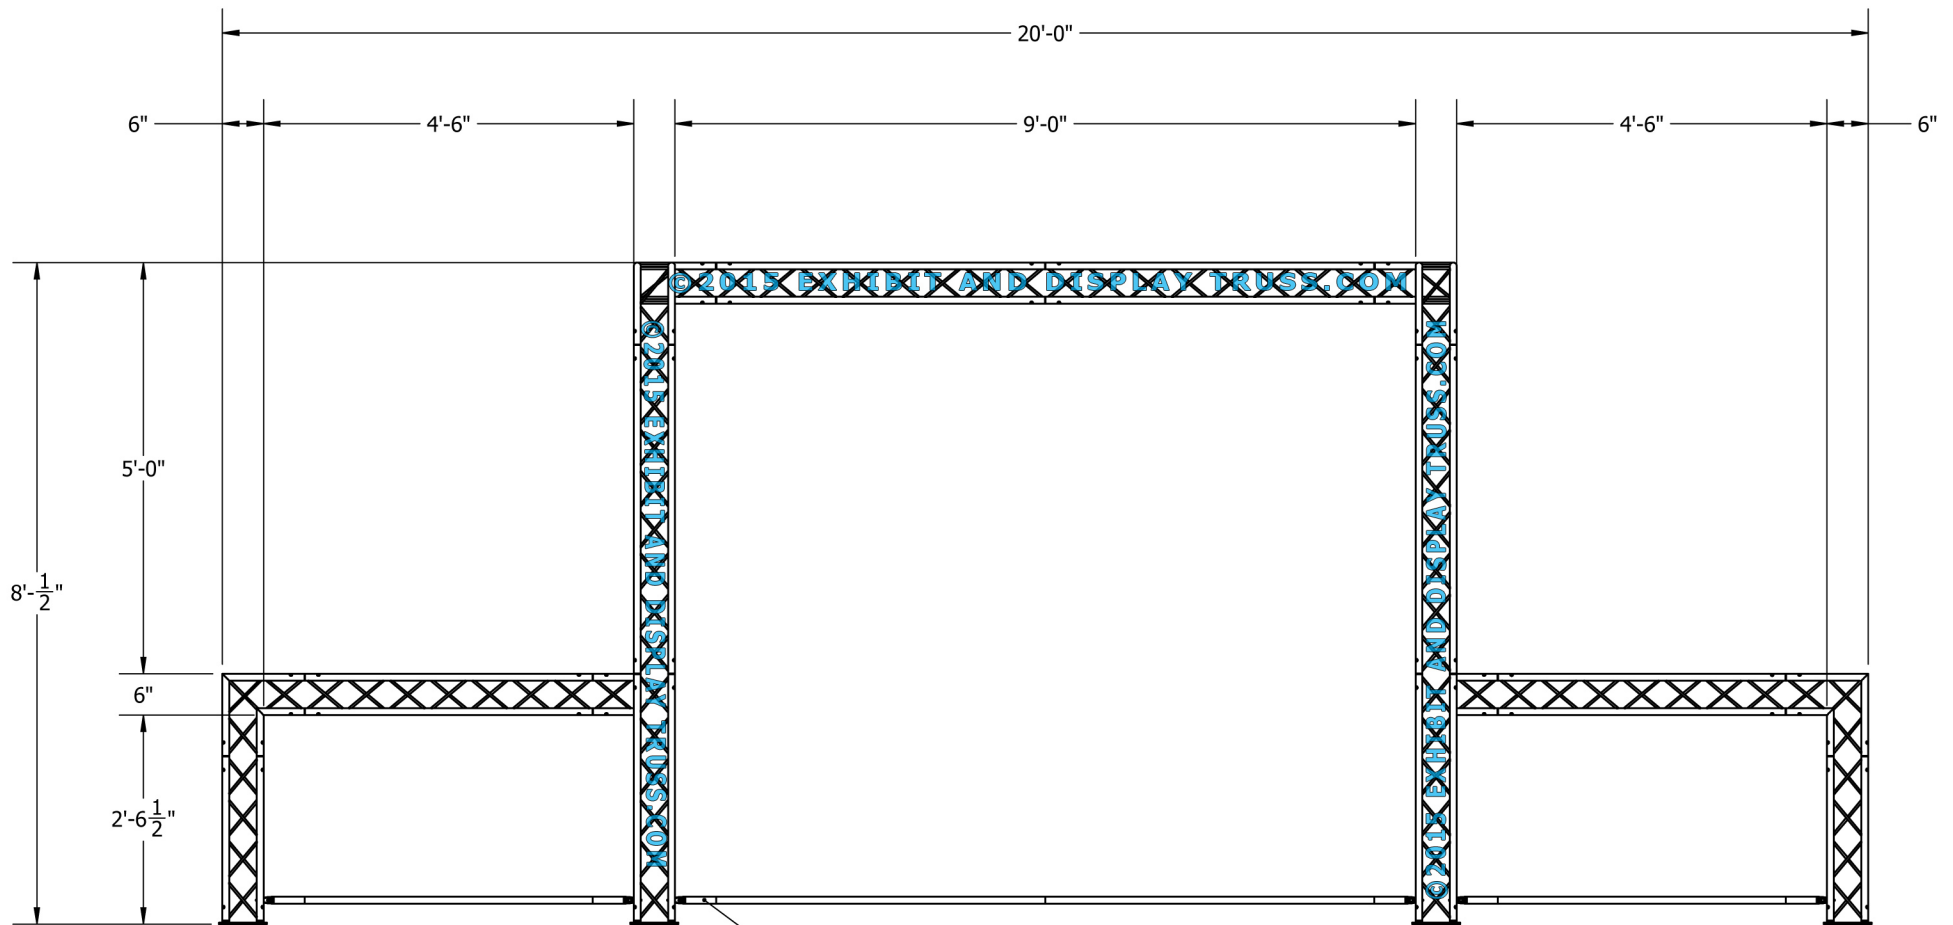 20'-0"
6" 4'-6" 9'-0" 4'-6" 6"
©2015 EXHIBIT AND DISPLAY TRUSS.COM
©2015 EXHIBIT AND DISPLAY TRUSS.COM
©2015 EXHIBIT AND DISPLAY TRUSS.COM
5'-0"
8'-1/2"
6"
2'-6 1/2"